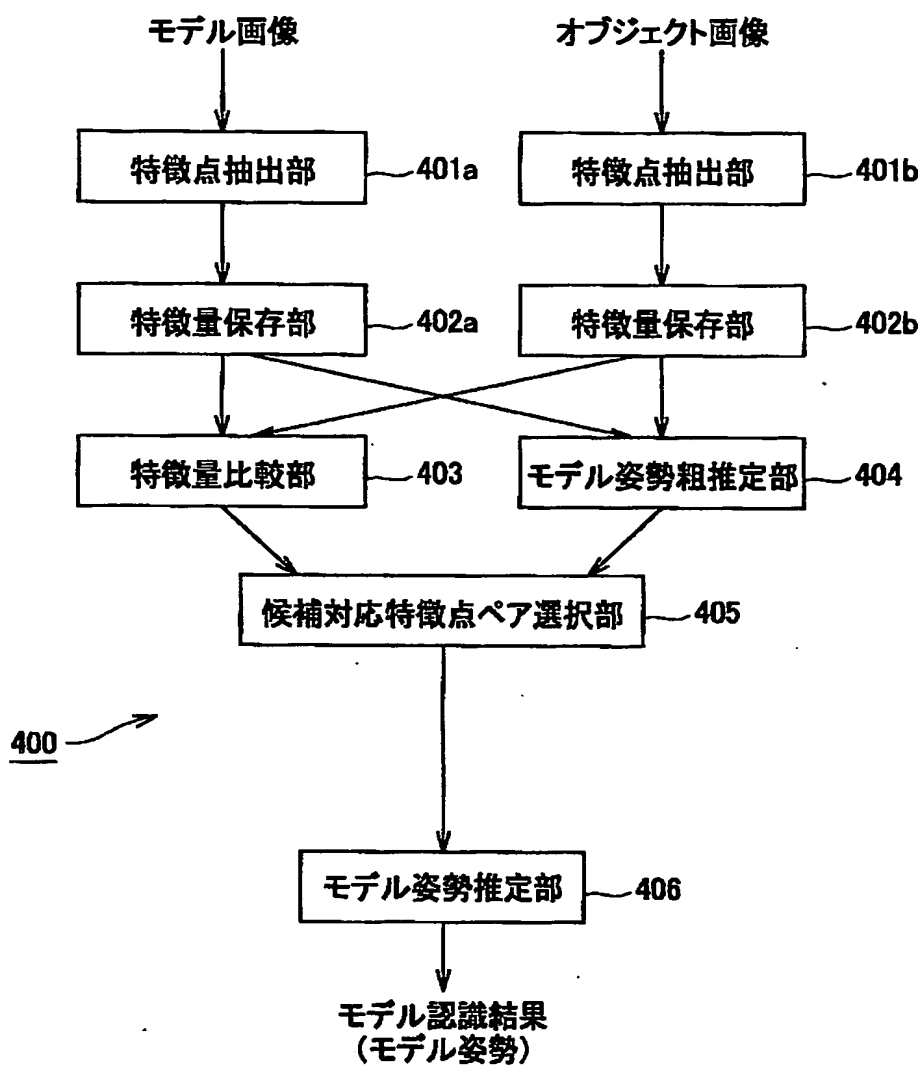 モデル画像
オブジェクト画像
特徴点抽出部
401a
特徴点抽出部
401b
特徴量保存部
402a
特徴量保存部
402b
特徴量比較部
403
モデル姿勢粗推定部
404
候補対応特徴点ペア選択部
405
400
モデル姿勢推定部
406
モデル認識結果
(モデル姿勢)